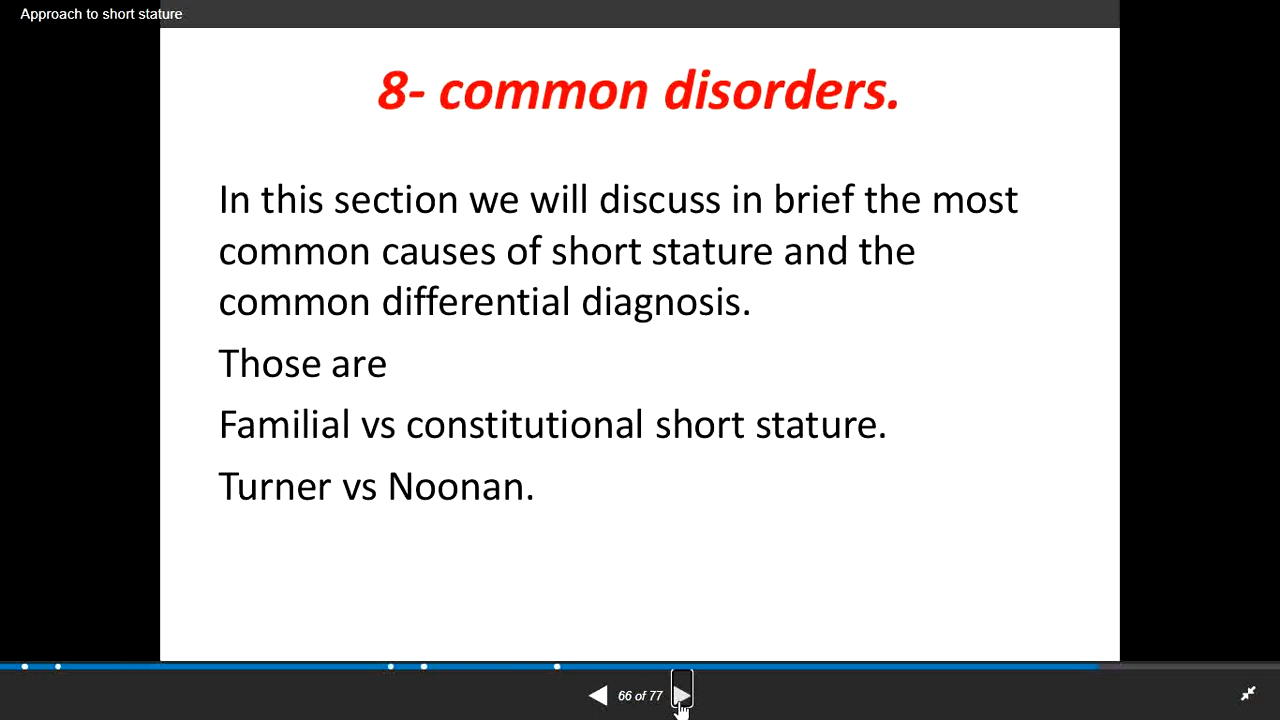 Approach to short stature
8- common disorders.
In this section we will discuss in brief the most
common causes of short stature and the
common differential diagnosis.
Those are
Familial vs constitutional short stature.
Turner vs Noonan.
66 of 77